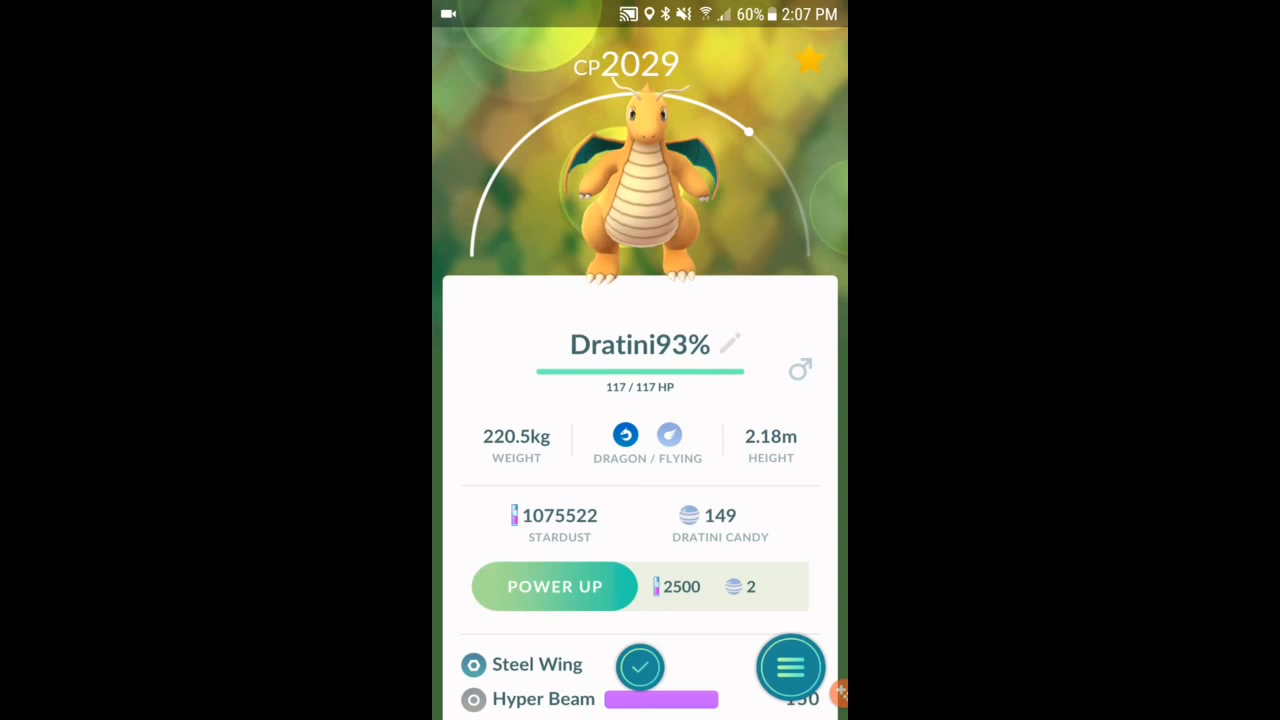 60% 2:07 PM
CP2029
Dratini93%
117 / 117 HP
220.5kg
WEIGHT
DRAGON / FLYING
2.18m
HEIGHT
1075522
STARDUST
149
DRATINI CANDY
POWER UP 2500 2
Steel Wing
Hyper Beam